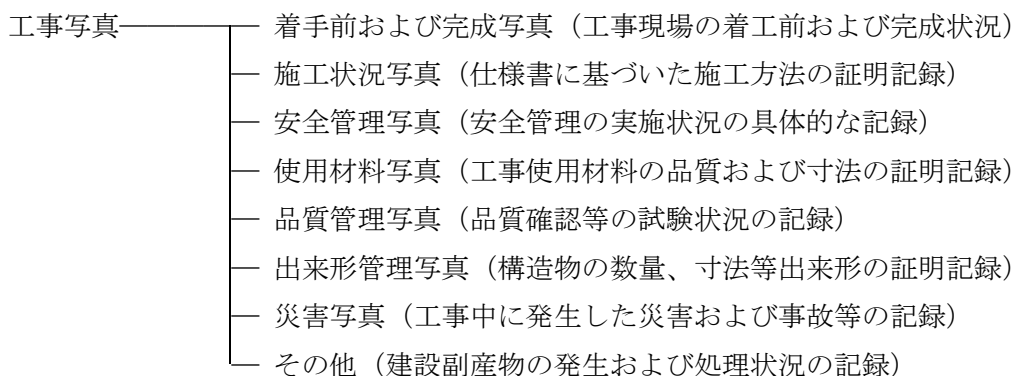 工事写真 着手前および完成写真（工事現場の着工前および完成状況）
施工状況写真（仕様書に基づいた施工方法の証明記録）
安全管理写真（安全管理の実施状況の具体的な記録）
使用材料写真（工事使用材料の品質および寸法の証明記録）
品質管理写真（品質確認等の試験状況の記録）
出来形管理写真（構造物の数量、寸法等出来形の証明記録）
災害写真（工事中に発生した災害および事故等の記録）
その他（建設副産物の発生および処理状況の記録）